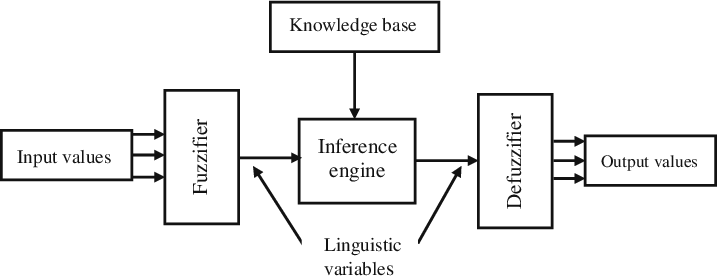 Knowledge base
Input values
Fuzzifier
Inference
engine
Defuzzifier
Output values
Linguistic
variables